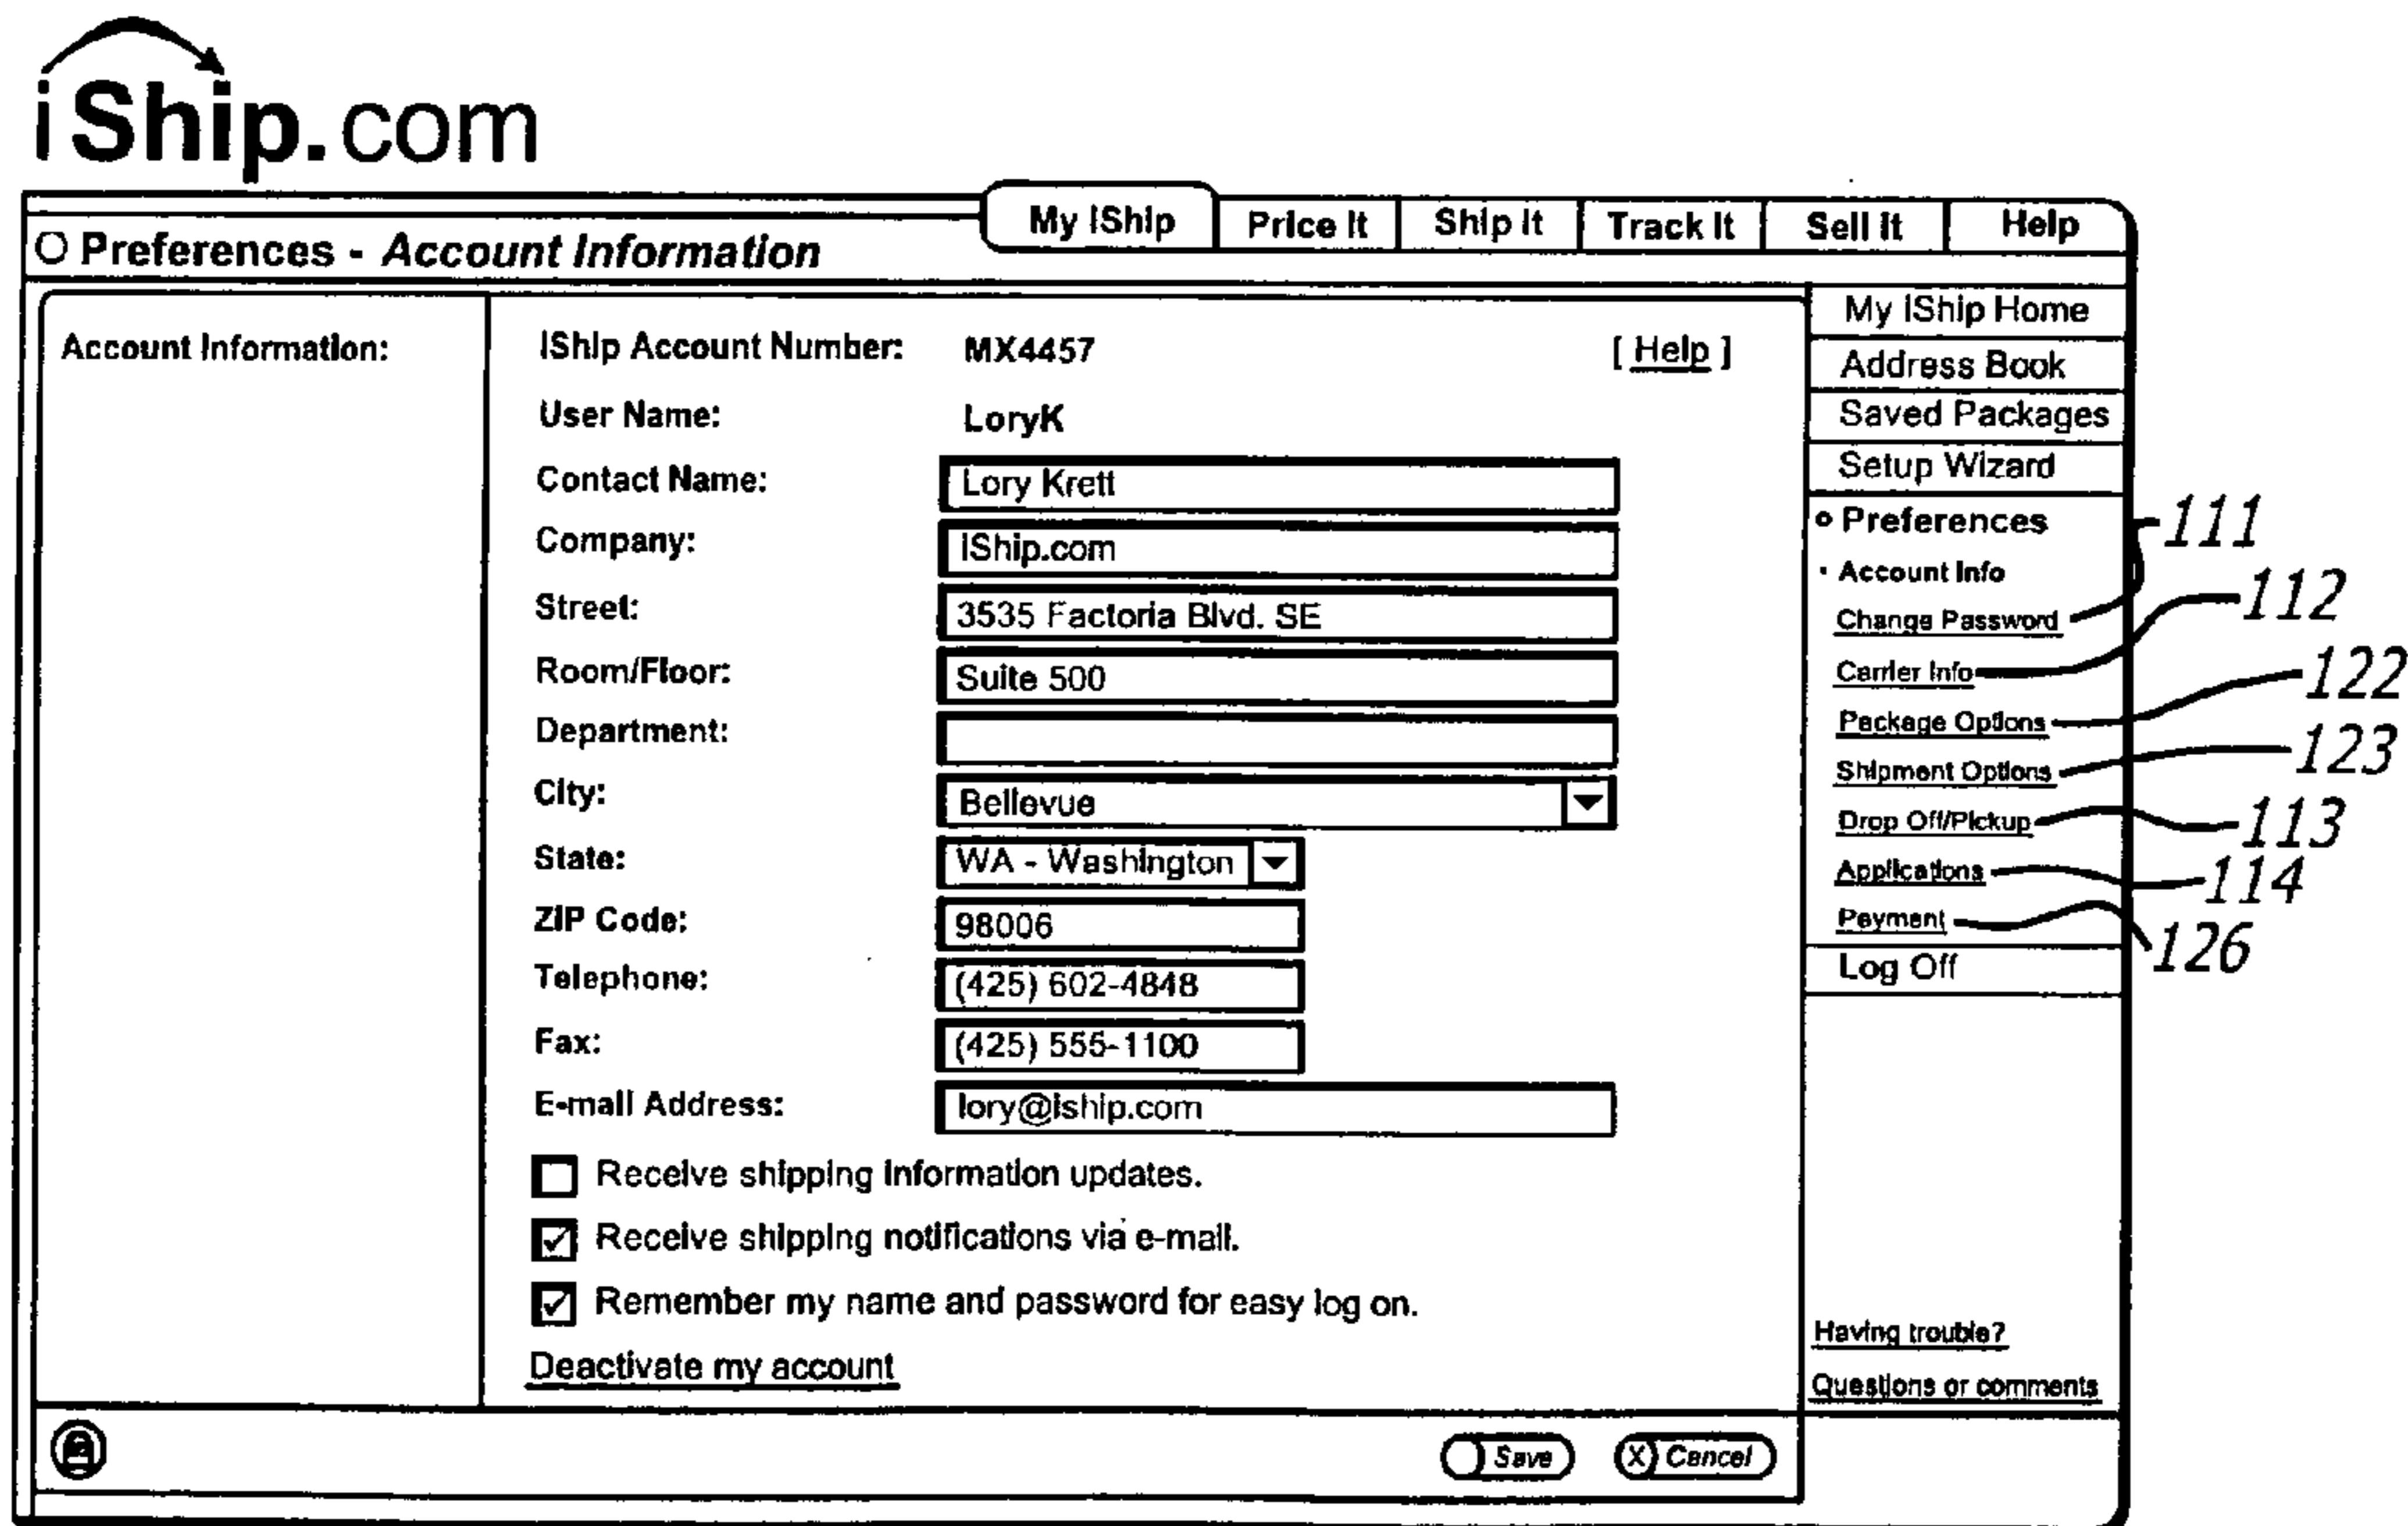 iShip.com
My IShip Price It Ship It Track It Sell It Help
Preferences - Account Information
Account Information:
IShip Account Number: MX4457 [ Help ]
User Name: LoryK
Contact Name: Lory Krett
Company: IShip.com
Street: 3535 Factoria Blvd. SE
Room/Floor: Suite 500
Department:
City: Bellevue
State: WA - Washington
ZIP Code: 98006
Telephone: (425) 602-4848
Fax: (425) 555-1100
E-mail Address: lory@iship.com
Receive shipping information updates.
Receive shipping notifications via e-mail.
Remember my name and password for easy log on.
Deactivate my account
Save X Cancel
My IShip Home
Address Book
Saved Packages
Setup Wizard
Preferences
Account Info
Change Password 111
Carrier Info 112
Package Options 122
Shipment Options 123
Drop Off/Pickup 113
Applications 114
Payment 126
Log Off
Having trouble?
Questions or comments